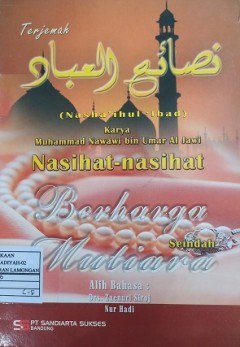 Terjemah
نصائح العباد
(Nashaihul Ibad)
Karya
Muhammad Nawawi bin Umar Al Jawi
Nasihat-nasihat
Berharga
Seindah
Mutiara
Alih Bahasa :
Nur Hadi
PT SANDIARTA SUKSES
BANDUNG